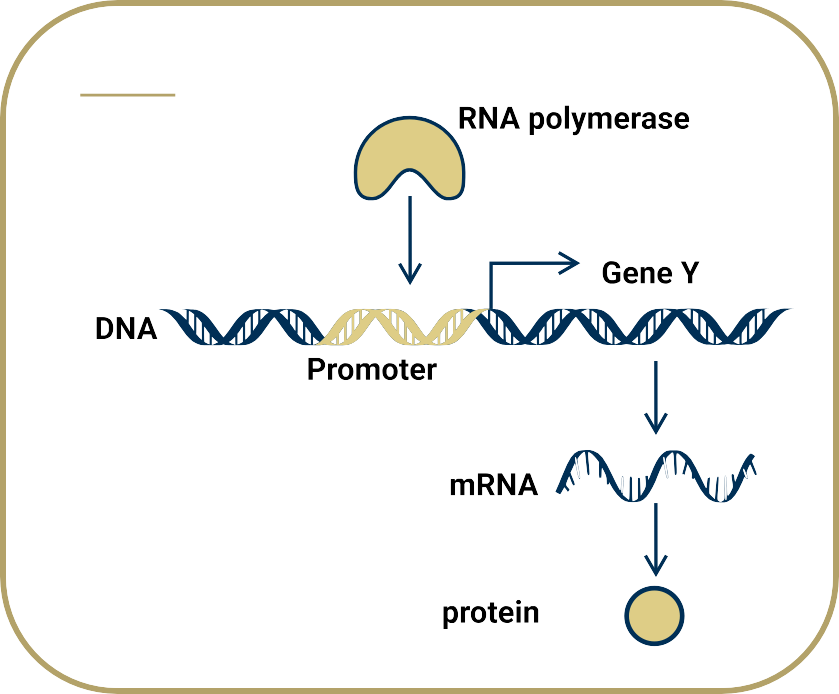 RNA polymerase
Gene Y
DNA
Promoter
mRNA
protein